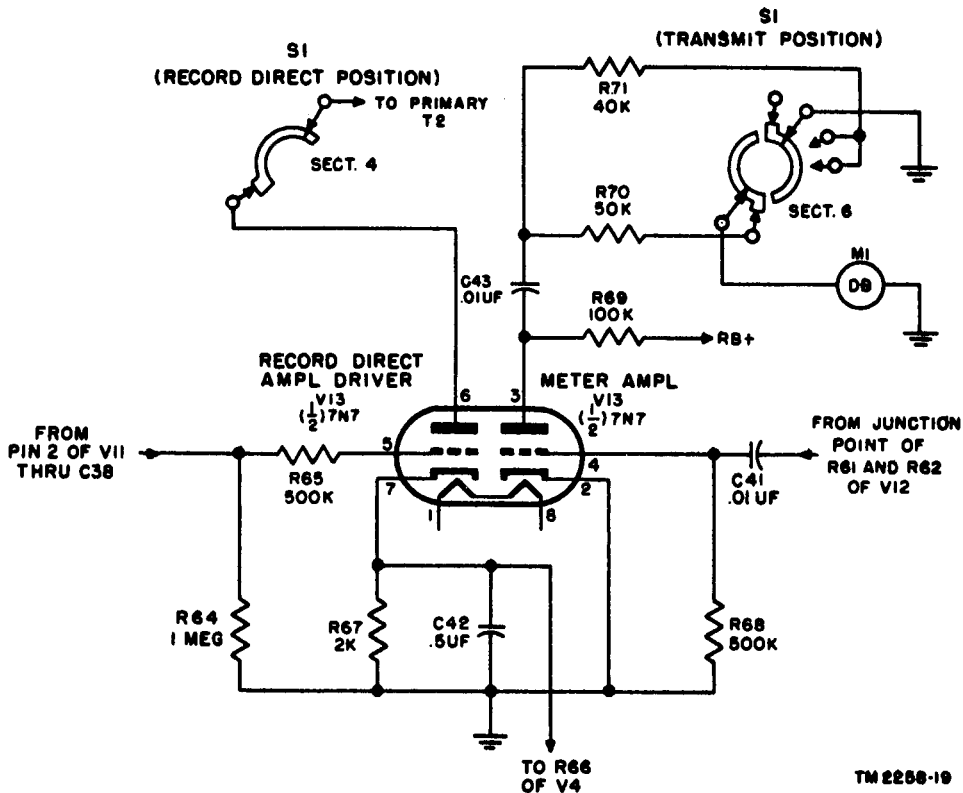 S1
(TRANSMIT POSITION)
S1
(RECORD DIRECT POSITION)
TO PRIMARY
T2
SECT. 4
R71
40K
R70
50K
SECT. 6
M1
DB
C43
.01UF
R69
100K
RB+
RECORD DIRECT
AMPL DRIVER
V13
(1/2) 7N7
METER AMPL
V13
(1/2) 7N7
6
3
FROM
PIN 2 OF V11
THRU C38
R65
500K
5
7
4
2
1
8
C41
.01UF
FROM JUNCTION
POINT OF
R61 AND R62
OF V12
R64
1 MEG
R67
2K
C42
.5UF
R68
500K
TO R66
OF V4
TM 2258-19